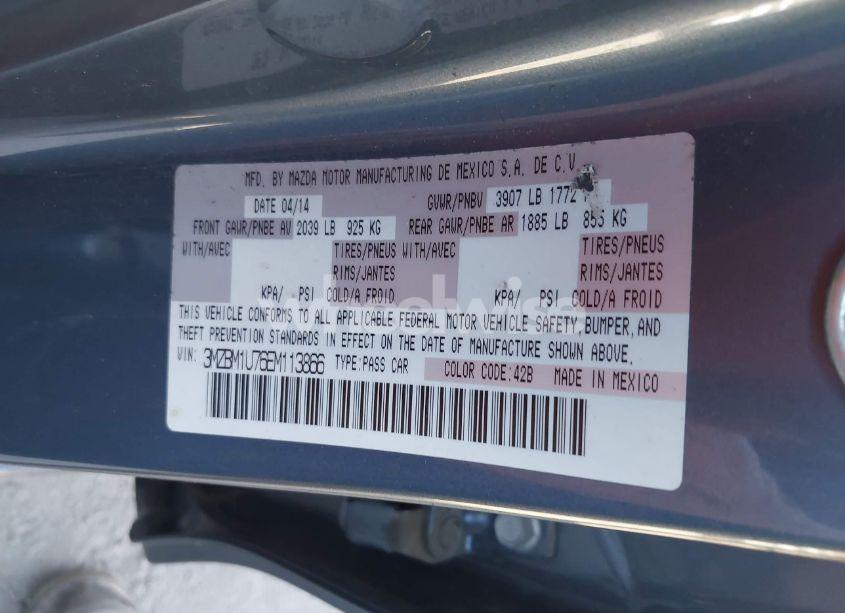 MFD. BY MAZDA MOTOR MANUFACTURING DE MEXICO S.A. DE C.V.
DATE 04/14 GVWR/PNBV 3907 LB 1772
FRONT GAWR/PNBE AV 2039 LB 925 KG REAR GAWR/PNBE AR 1885 LB 855 KG
WITH/AVEC TIRES/PNEUS WITH/AVEC TIRES/PNEUS
RIMS/JANTES RIMS/JANTES
KPA/ PSI COLD/A FROID KPA/ PSI COLD/A FROID
wheelwise
THIS VEHICLE CONFORMS TO ALL APPLICABLE FEDERAL MOTOR VEHICLE SAFETY, BUMPER, AND
THEFT PREVENTION STANDARDS IN EFFECT ON THE DATE OF MANUFACTURE SHOWN ABOVE.
VIN: 3MZBM1U76EM113866 TYPE:PASS CAR COLOR CODE:42B MADE IN MEXICO